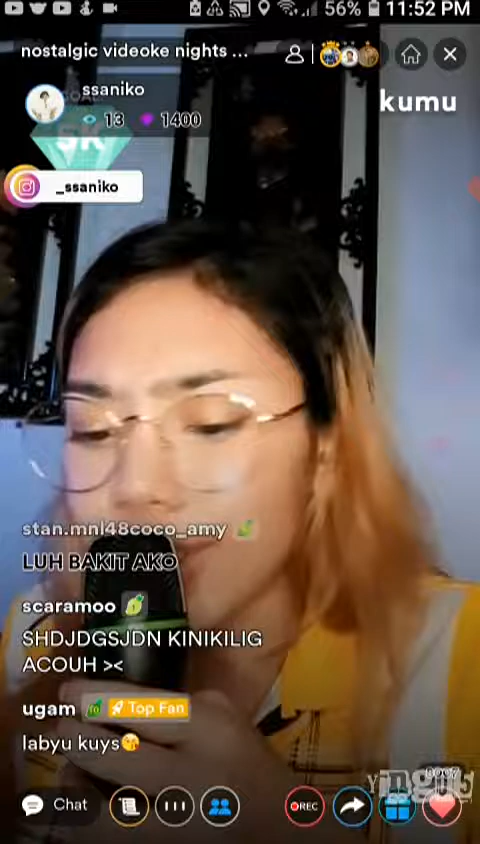 56% 11:52 PM
nostalgic videoke nights ...
ssaniko
13 1400
kumu
5K
_ssaniko
stan.mnl48coco_amy
LUH BAKIT AKO
scaramoo
SHDJDGSJDN KINIKILIG
ACOUH ><
ugam Top Fan
labyu kuys😘
Chat
REC